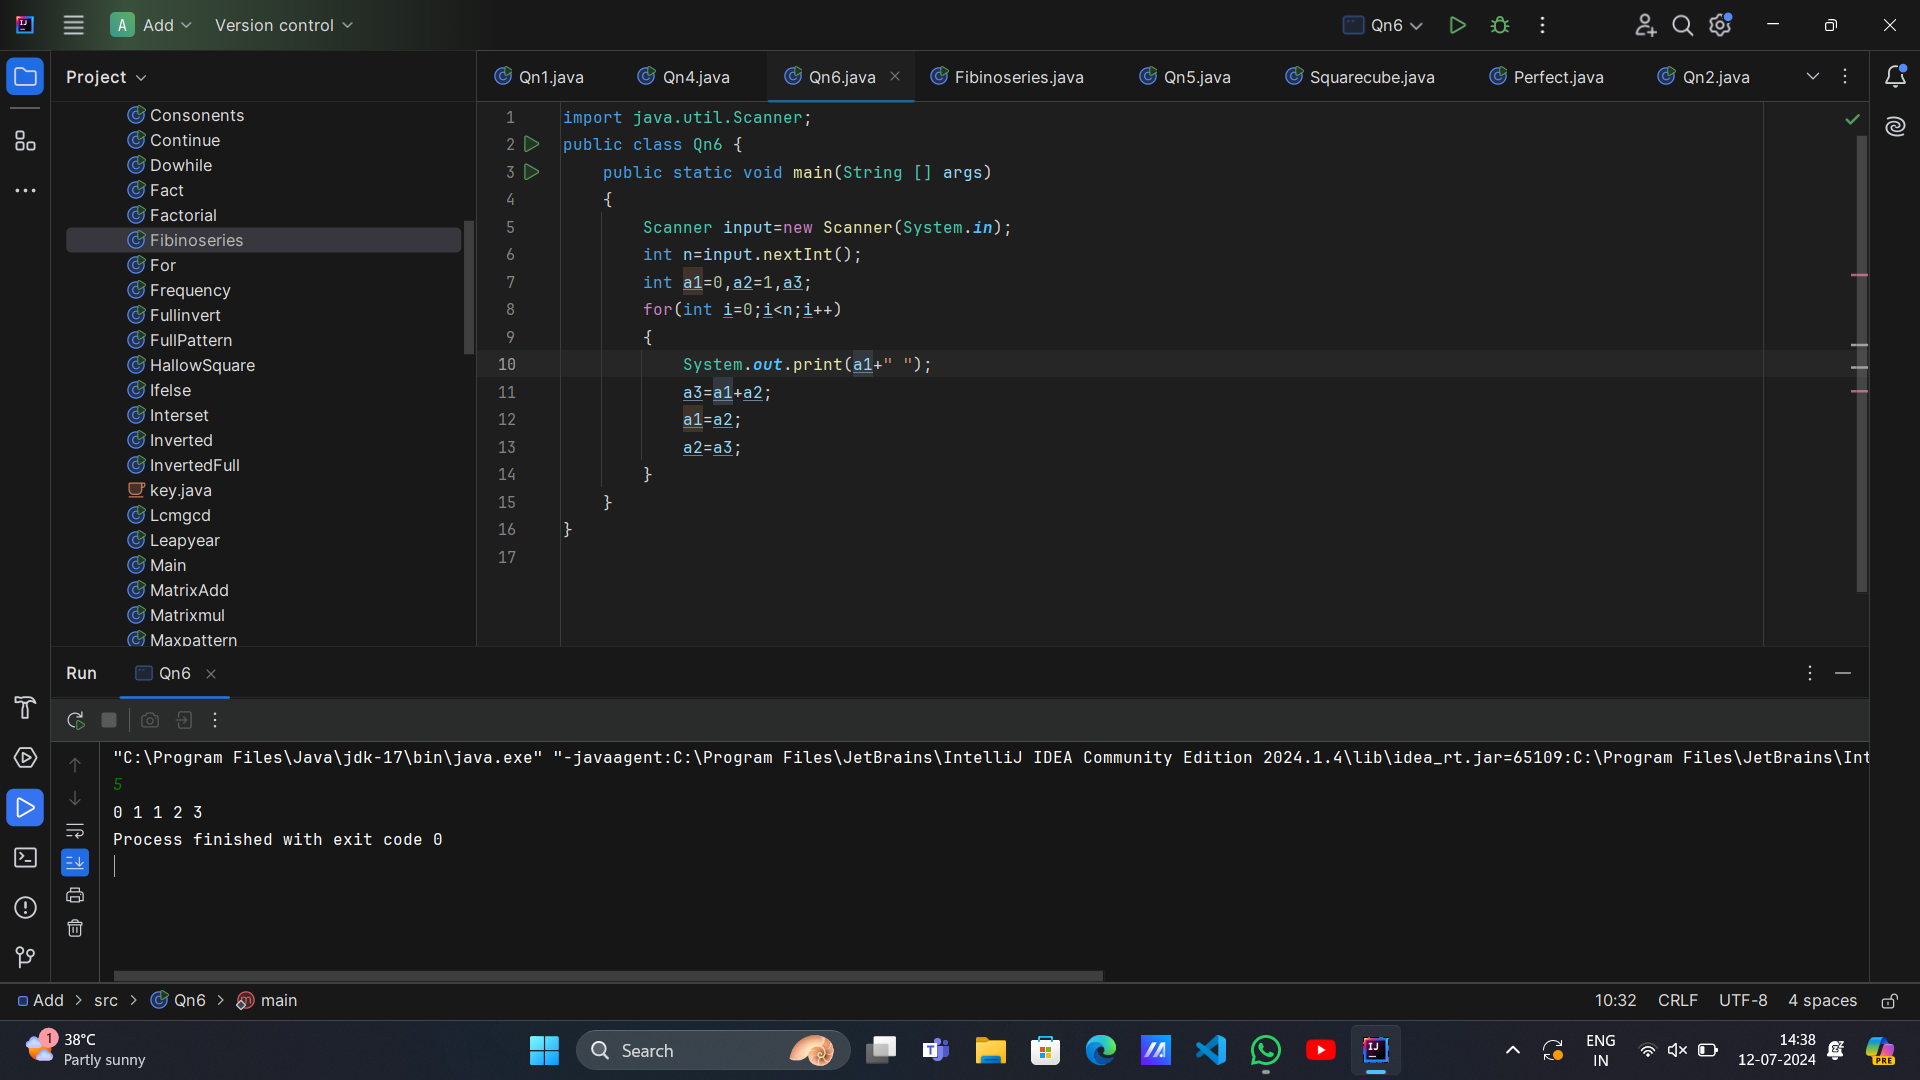 A Add Version control Qn6
Project
Qn1.java Qn4.java Qn6.java Fibinoseries.java Qn5.java Squarecube.java Perfect.java Qn2.java
Consonents
Continue
Dowhile
Fact
Factorial
Fibinoseries
For
Frequency
Fullinvert
FullPattern
HallowSquare
Ifelse
Interset
Inverted
InvertedFull
key.java
Lcmgcd
Leapyear
Main
MatrixAdd
Matrixmul
Maxpattern
1 import java.util.Scanner;
2 public class Qn6 {
3 public static void main(String [] args)
4 {
5 Scanner input=new Scanner(System.in);
6 int n=input.nextInt();
7 int a1=0,a2=1,a3;
8 for(int i=0;i<n;i++)
9 {
10 System.out.print(a1+" ");
11 a3=a1+a2;
12 a1=a2;
13 a2=a3;
14 }
15 }
16 }
17
Run Qn6
"C:\Program Files\Java\jdk-17\bin\java.exe" "-javaagent:C:\Program Files\JetBrains\IntelliJ IDEA Community Edition 2024.1.4\lib\idea_rt.jar=65109:C:\Program Files\JetBrains\Int
5
0 1 1 2 3
Process finished with exit code 0
Add > src > Qn6 > main 10:32 CRLF UTF-8 4 spaces
1 38°C
Partly sunny
Search
ENG
IN
14:38
12-07-2024
PRE